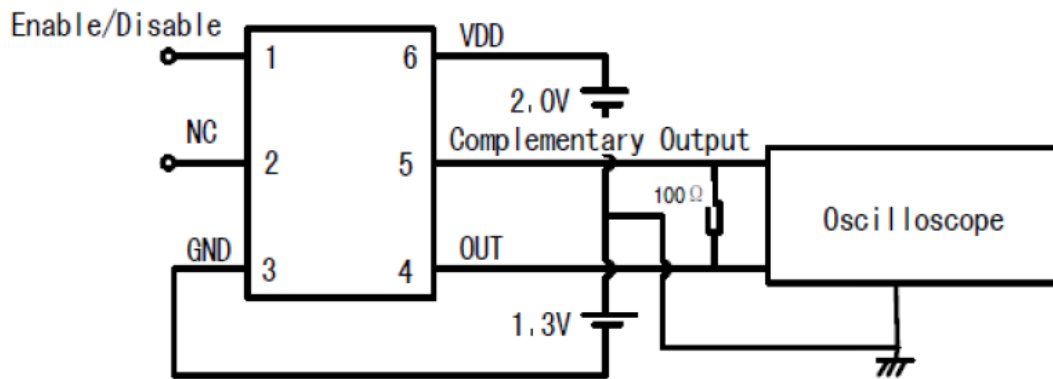 Enable/Disable
VDD
1
6
2.0V
NC
Complementary Output
2
5
100Ω
Oscilloscope
GND
OUT
3
4
1.3V